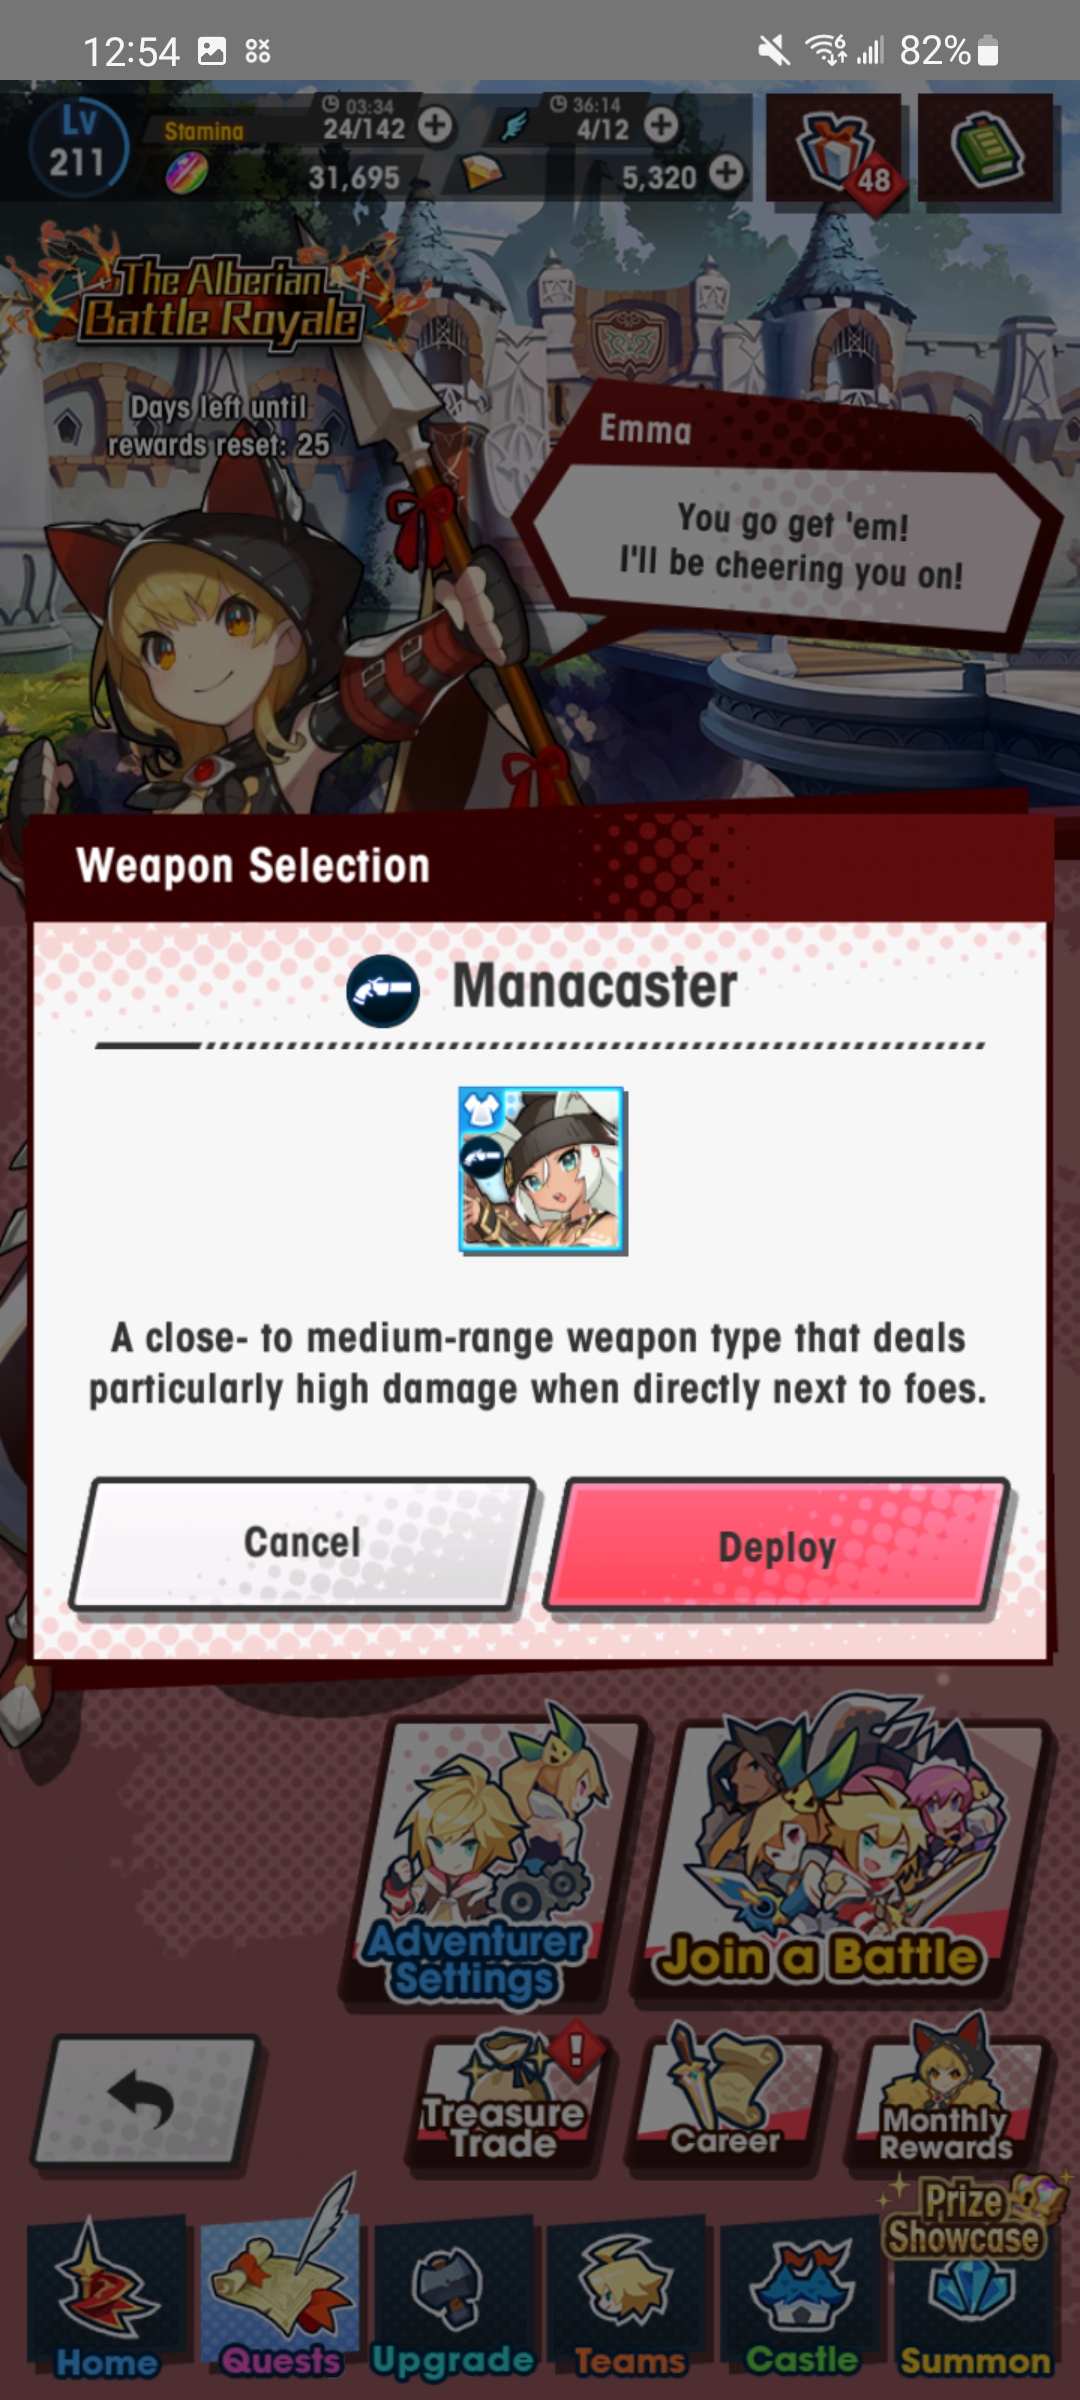 12:54
82%
Lv
211
Stamina
03:34
24/142
36:14
4/12
31,695
5,320
48
The Alberian
Battle Royale
Days left until
rewards reset: 25
Emma
You go get 'em!
I'll be cheering you on!
Weapon Selection
Manacaster
A close- to medium-range weapon type that deals
particularly high damage when directly next to foes.
Cancel
Deploy
Adventurer
Settings
Join a Battle
Treasure
Trade
Career
Monthly
Rewards
Prize
Showcase
Home
Quests
Upgrade
Teams
Castle
Summon